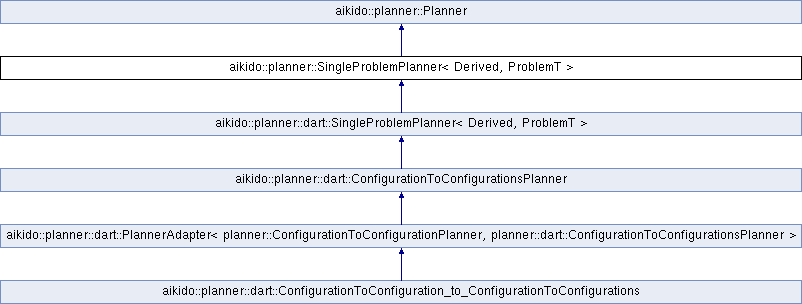 aikido::planner::Planner
aikido::planner::SingleProblemPlanner< Derived, ProblemT >
aikido::planner::dart::SingleProblemPlanner< Derived, ProblemT >
aikido::planner::dart::ConfigurationToConfigurationsPlanner
aikido::planner::dart::PlannerAdapter< planner::ConfigurationToConfigurationPlanner, planner::dart::ConfigurationToConfigurationsPlanner >
aikido::planner::dart::ConfigurationToConfiguration_to_ConfigurationToConfigurations